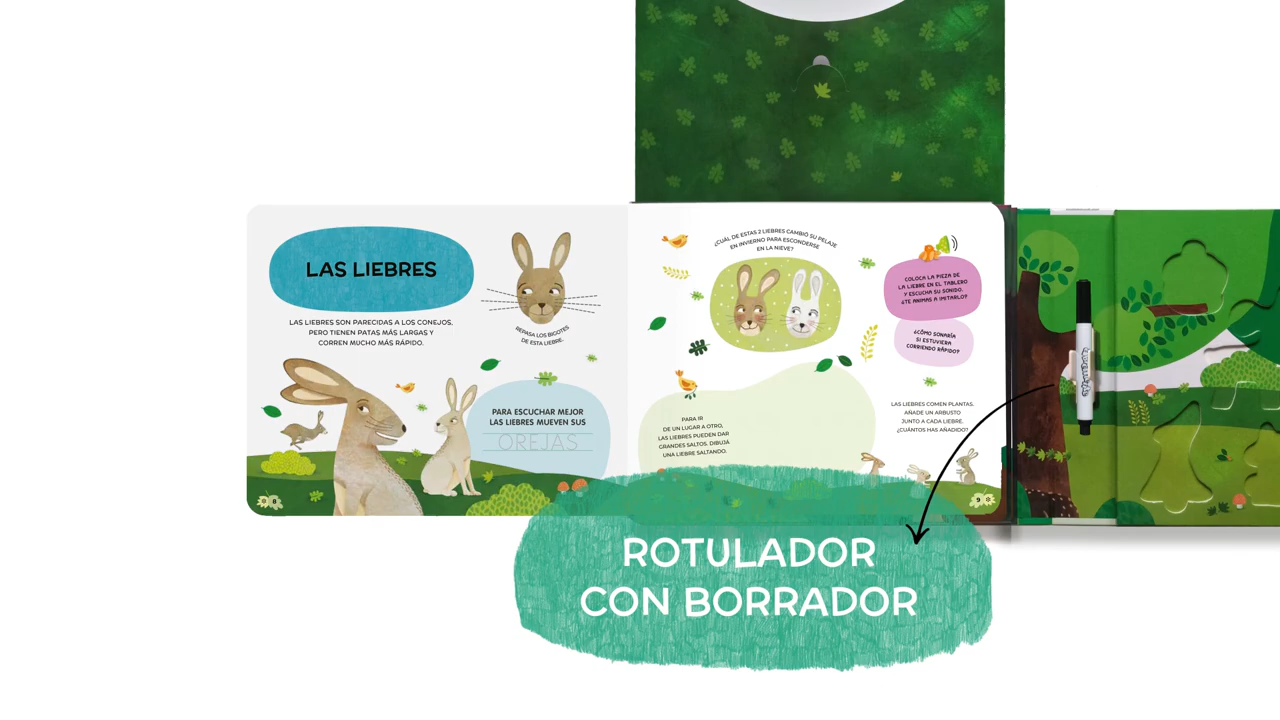 LAS LIEBRES
LAS LIEBRES SON PARECIDAS A LOS CONEJOS,
PERO TIENEN PATAS MÁS LARGAS Y
CORREN MUCHO MÁS RÁPIDO.
REPASA LOS BIGOTES
DE ESTA LIEBRE.
PARA ESCUCHAR MEJOR
LAS LIEBRES MUEVEN SUS
OREJAS
8
¿CUÁL DE ESTAS 2 LIEBRES CAMBIÓ SU PELAJE
EN INVIERNO PARA ESCONDERSE
EN LA NIEVE?
COLOCA LA PIEZA DE
LA LIEBRE EN EL TABLERO
Y ESCUCHA SU SONIDO.
¿TE ANIMAS A IMITARLO?
¿CÓMO SONARÍA
SI ESTUVIERA
CORRIENDO RÁPIDO?
PARA IR
DE UN LUGAR A OTRO,
LAS LIEBRES PUEDEN DAR
GRANDES SALTOS. DIBUJÁ
UNA LIEBRE SALTANDO.
LAS LIEBRES COMEN PLANTAS.
AÑADE UN ARBUSTO
JUNTO A CADA LIEBRE.
¿CUÁNTOS HAS AÑADIDO?
9
ROTULADOR
CON BORRADOR